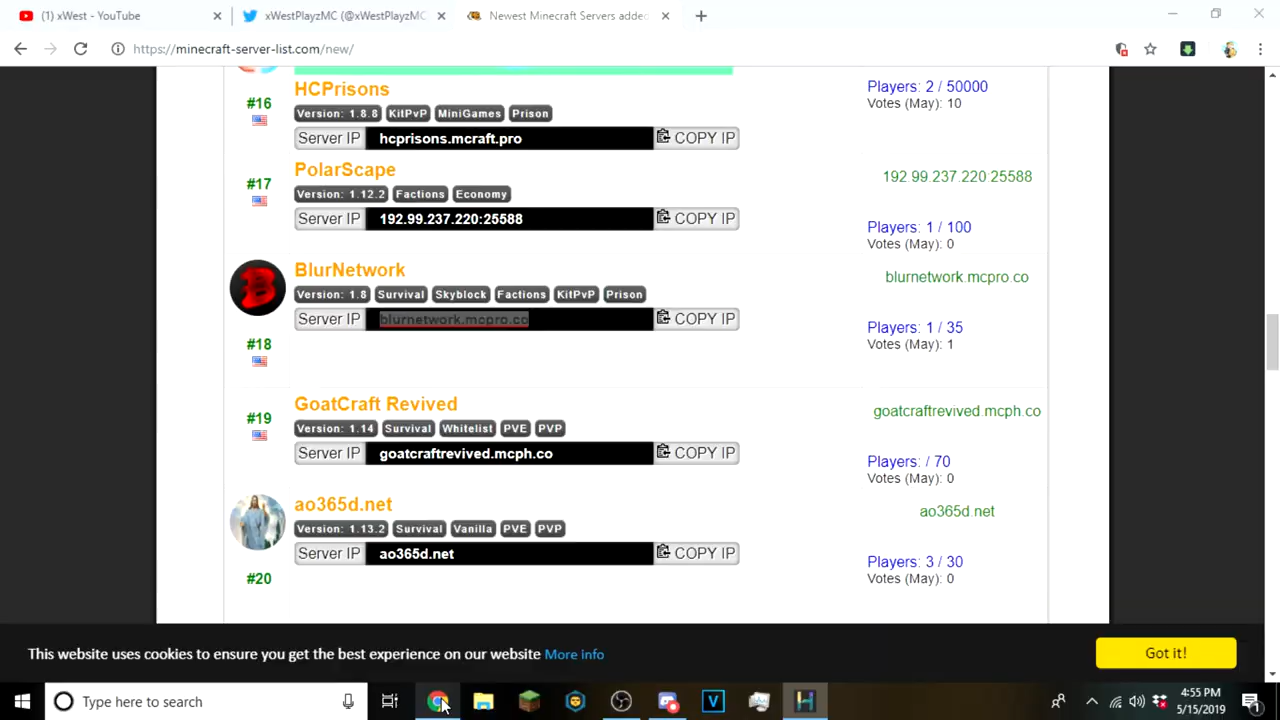 (1) xWest - YouTube
xWestPlayzMC (@xWestPlayzMC
Newest Minecraft Servers added
https://minecraft-server-list.com/new/
HCPrisons
#16
Version: 1.8.8 KitPvP MiniGames Prison
Server IP hcprisons.mcraft.pro COPY IP
Players: 2 / 50000
Votes (May): 10
PolarScape
#17
Version: 1.12.2 Factions Economy
Server IP 192.99.237.220:25588 COPY IP
192.99.237.220:25588
Players: 1 / 100
Votes (May): 0
BlurNetwork
Version: 1.8 Survival Skyblock Factions KitPvP Prison
Server IP blurnetwork.mcpro.co COPY IP
#18
blurnetwork.mcpro.co
Players: 1 / 35
Votes (May): 1
GoatCraft Revived
#19
Version: 1.14 Survival Whitelist PVE PVP
Server IP goatcraftrevived.mcph.co COPY IP
goatcraftrevived.mcph.co
Players: / 70
Votes (May): 0
ao365d.net
Version: 1.13.2 Survival Vanilla PVE PVP
Server IP ao365d.net COPY IP
#20
ao365d.net
Players: 3 / 30
Votes (May): 0
This website uses cookies to ensure you get the best experience on our website More info
Got it!
Type here to search
4:55 PM
5/15/2019